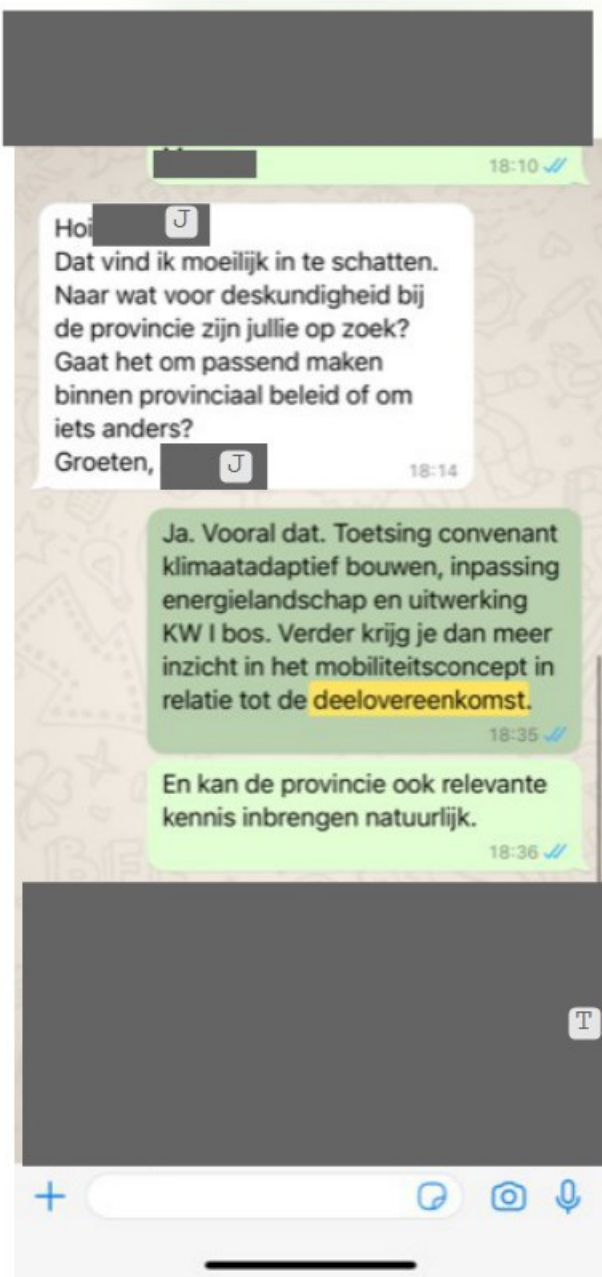 18:10
Hoi J
Dat vind ik moeilijk in te schatten.
Naar wat voor deskundigheid bij
de provincie zijn jullie op zoek?
Gaat het om passend maken
binnen provinciaal beleid of om
iets anders?
Groeten, J
18:14
Ja. Vooral dat. Toetsing convenant
klimaatadaptief bouwen, inpassing
energielandschap en uitwerking
KW I bos. Verder krijg je dan meer
inzicht in het mobiliteitsconcept in
relatie tot de deelovereenkomst.
18:35
En kan de provincie ook relevante
kennis inbrengen natuurlijk.
18:36
T